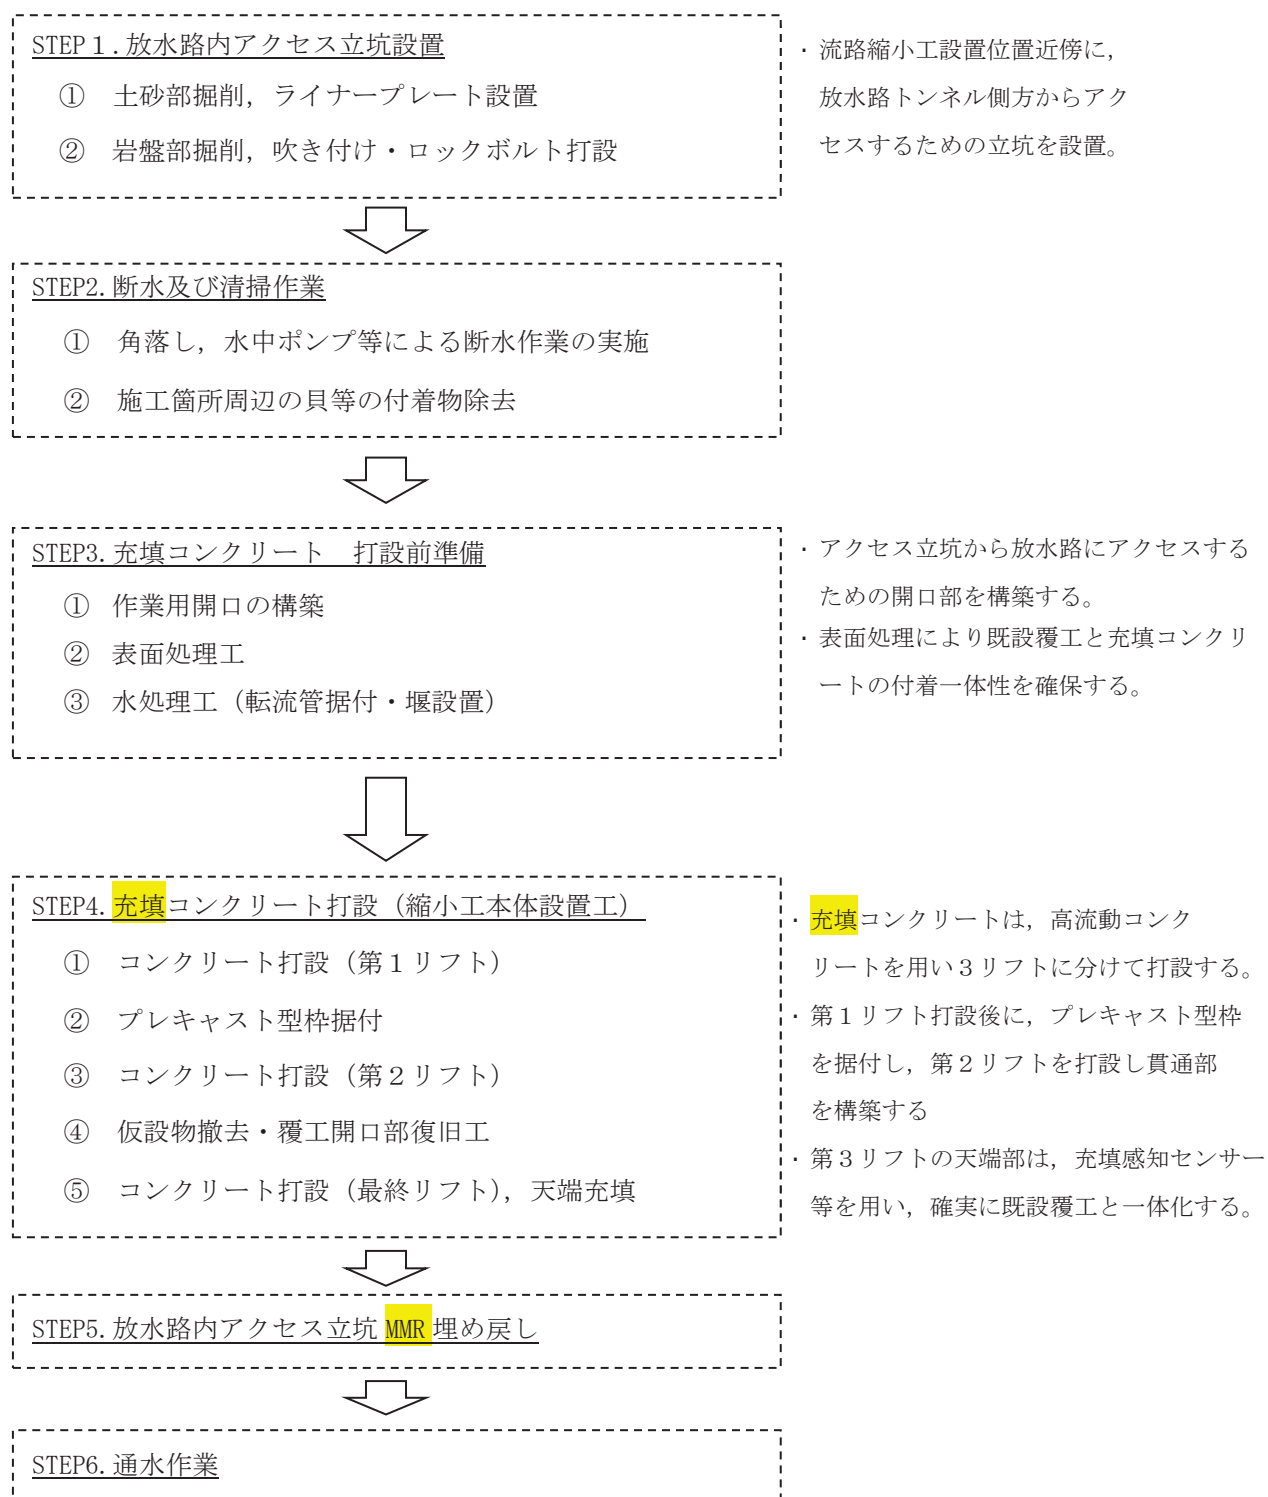 STEP１.放水路内アクセス立坑設置
① 土砂部掘削，ライナープレート設置
② 岩盤部掘削，吹き付け・ロックボルト打設
・流路縮小工設置位置近傍に，
放水路トンネル側方からアク
セスするための立坑を設置。
STEP2.断水及び清掃作業
① 角落し，水中ポンプ等による断水作業の実施
② 施工箇所周辺の貝等の付着物除去
STEP3.充填コンクリート　打設前準備
① 作業用開口の構築
② 表面処理工
③ 水処理工（転流管据付・堰設置）
・アクセス立坑から放水路にアクセスする
ための開口部を構築する。
・表面処理により既設覆工と充填コンクリ
ートの付着一体性を確保する。
STEP4.充填コンクリート打設（縮小工本体設置工）
① コンクリート打設（第１リフト）
② プレキャスト型枠据付
③ コンクリート打設（第２リフト）
④ 仮設物撤去・覆工開口部復旧工
⑤ コンクリート打設（最終リフト），天端充填
・充填コンクリートは，高流動コンク
リートを用い３リフトに分けて打設する。
・第１リフト打設後に，プレキャスト型枠
を据付し，第２リフトを打設し貫通部
を構築する
・第３リフトの天端部は，充填感知センサー
等を用い，確実に既設覆工と一体化する。
STEP5.放水路内アクセス立坑MMR埋め戻し
STEP6.通水作業